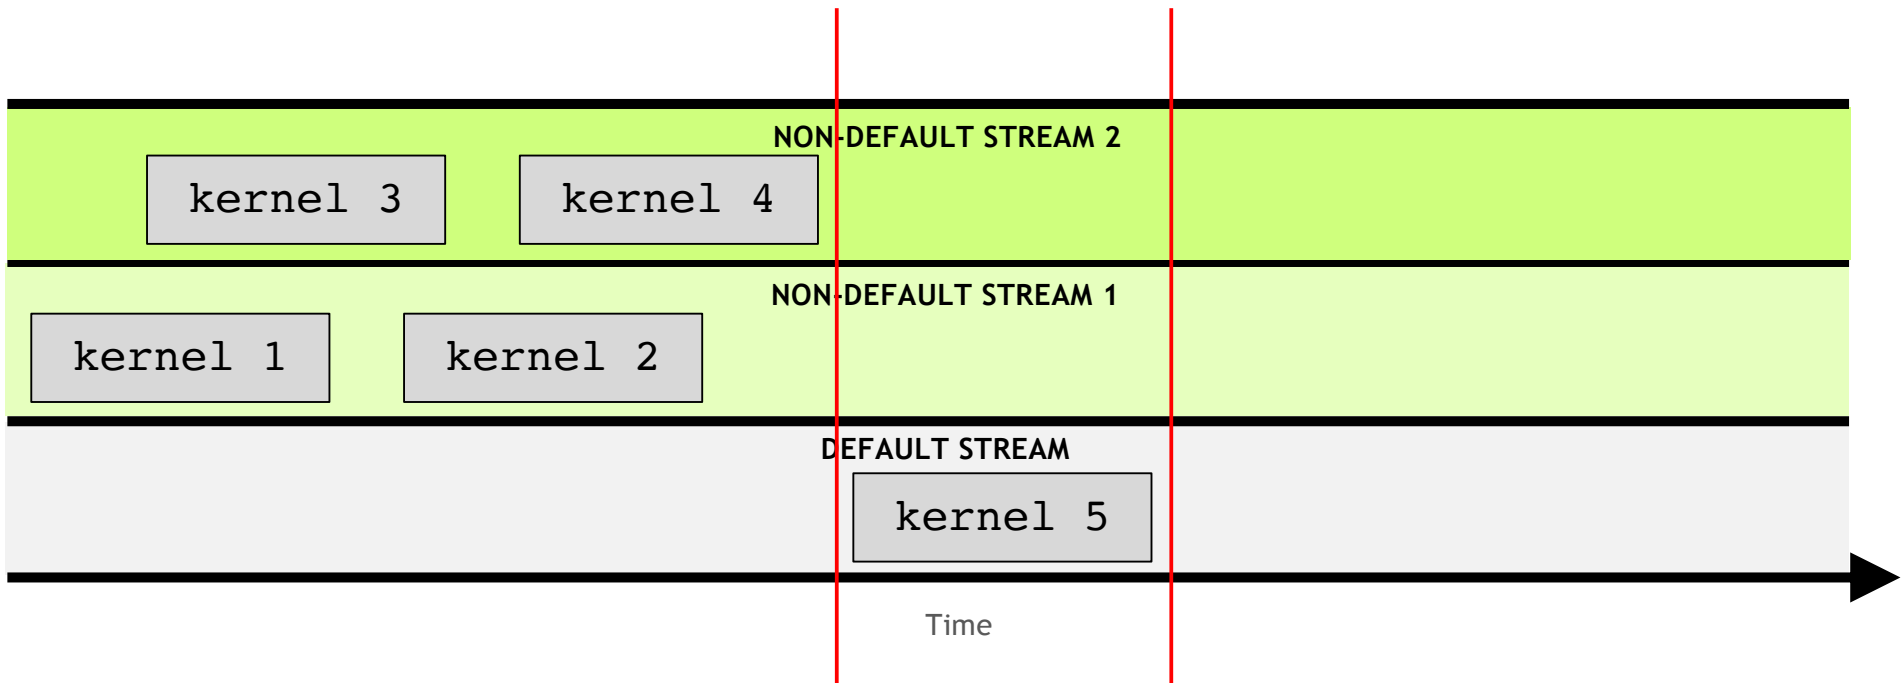 NON-DEFAULT STREAM 2
kernel 3
kernel 4
NON-DEFAULT STREAM 1
kernel 1
kernel 2
DEFAULT STREAM
kernel 5
Time